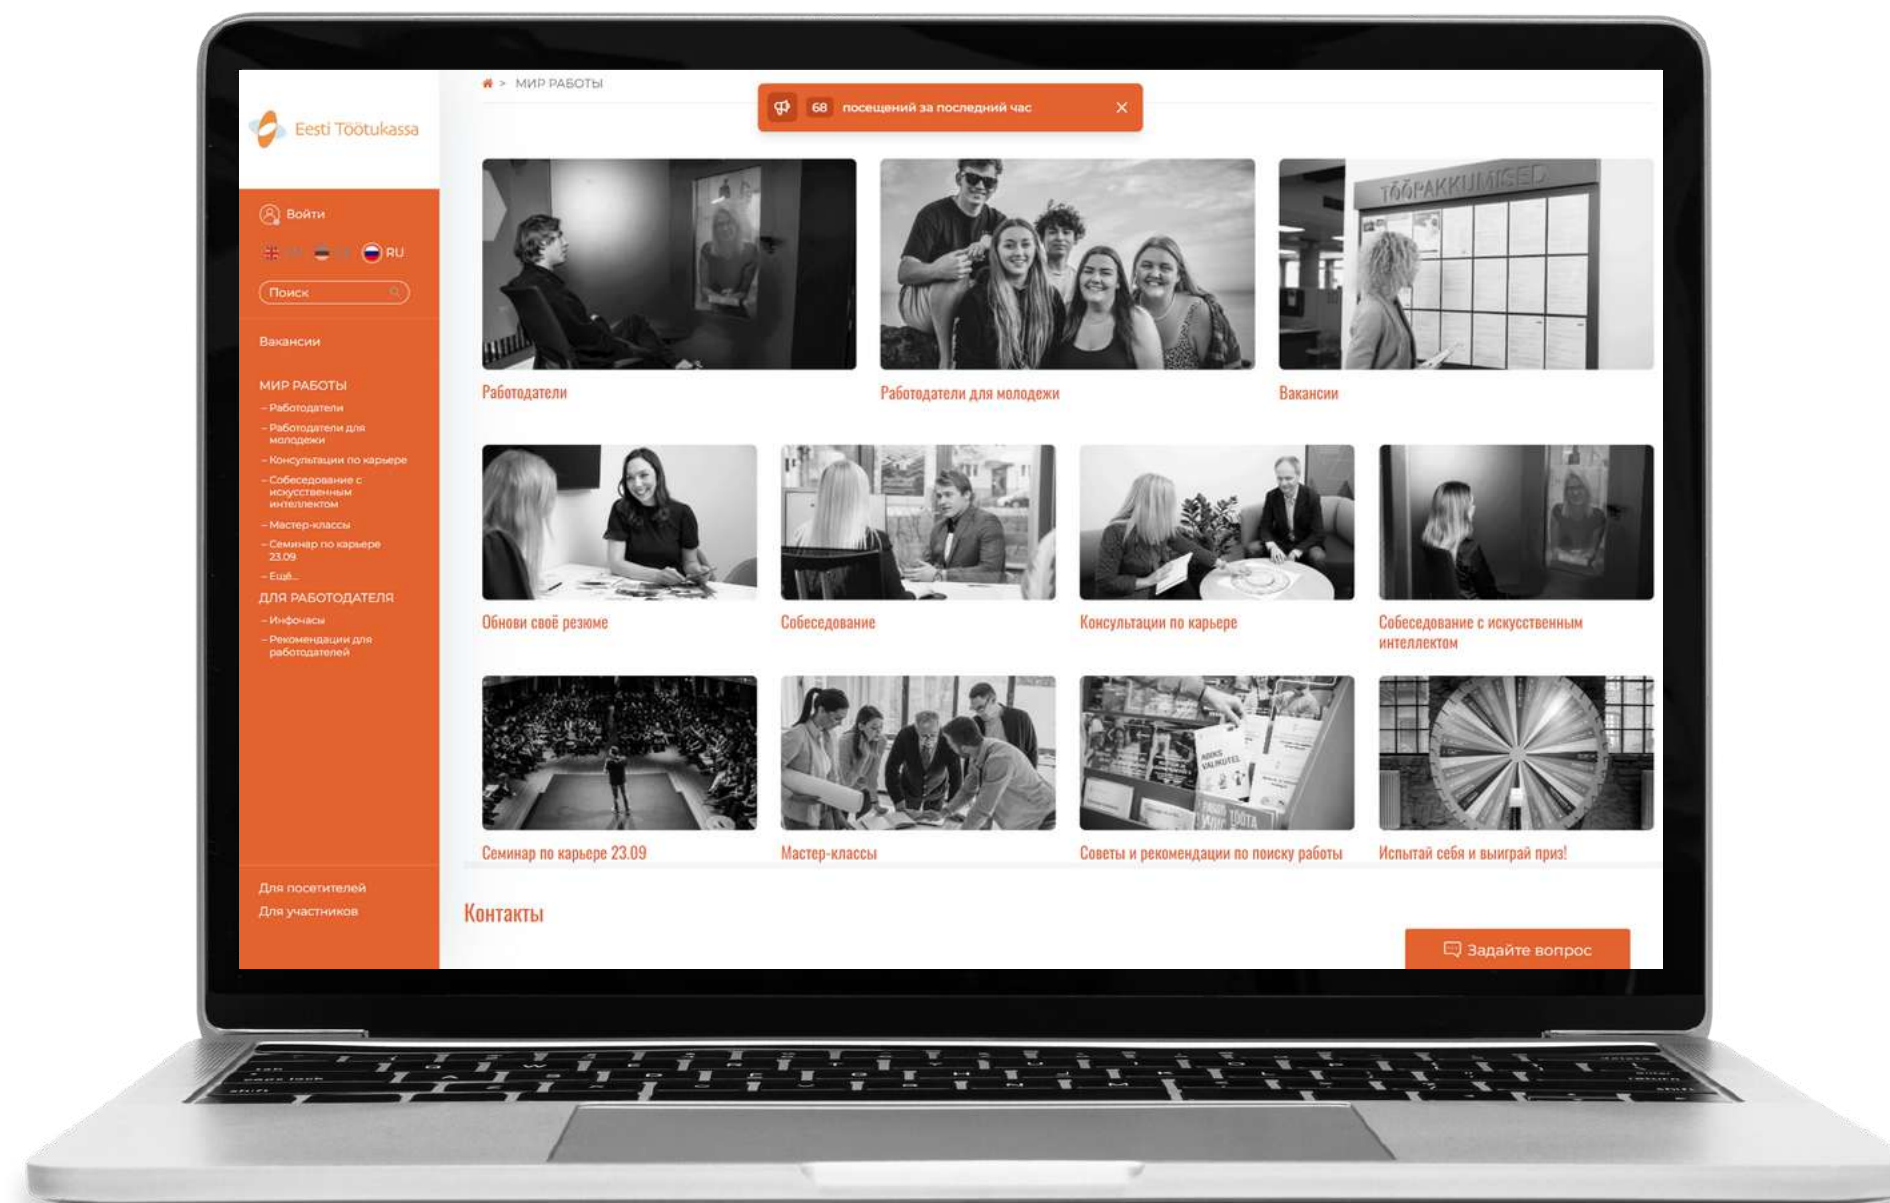 Eesti Töötukassa
Войти
RU
Поиск
Вакансии
МИР РАБОТЫ
– Работодатели
– Работодатели для
молодежи
– Консультации по карьере
– Собеседование с
искусственным
интеллектом
– Мастер-классы
– Семинар по карьере
23.09
– Ещё...
ДЛЯ РАБОТОДАТЕЛЯ
– Инфочасы
– Рекомендации для
работодателей
Для посетителей
Для участников
> МИР РАБОТЫ
68 посещений за последний час
TÖÖPAKKUMISED
Работодатели
Работодатели для молодежи
Вакансии
Обнови своё резюме
Собеседование
Консультации по карьере
Собеседование с искусственным
интеллектом
VALIKUTEL
TÖÖTA
Семинар по карьере 23.09
Мастер-классы
Советы и рекомендации по поиску работы
Испытай себя и выиграй приз!
Контакты
Задайте вопрос